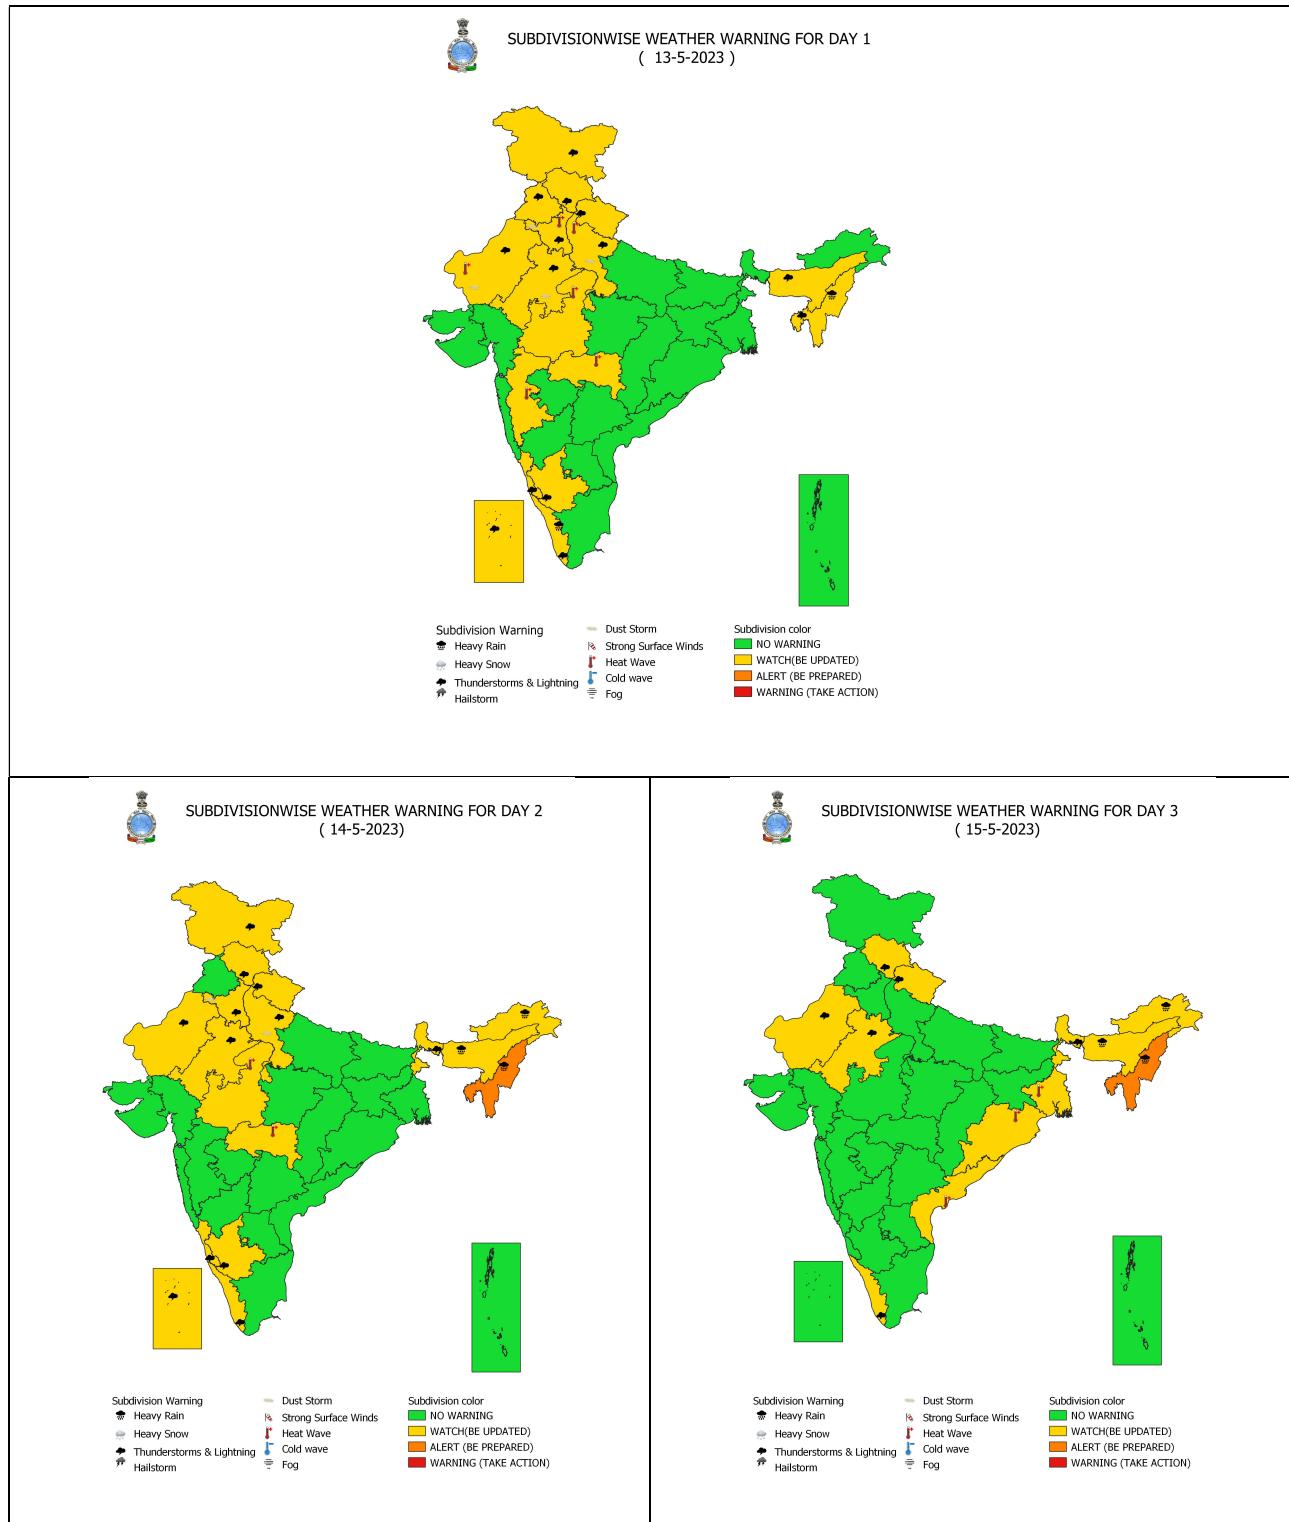 SUBDIVISIONWISE WEATHER WARNING FOR DAY 1
( 13-5-2023 )
Subdivision Warning
Heavy Rain
Heavy Snow
Thunderstorms & Lightning
Hailstorm
Dust Storm
Strong Surface Winds
Heat Wave
Cold wave
Fog
Subdivision color
NO WARNING
WATCH(BE UPDATED)
ALERT (BE PREPARED)
WARNING (TAKE ACTION)
SUBDIVISIONWISE WEATHER WARNING FOR DAY 2
( 14-5-2023)
Subdivision Warning
Heavy Rain
Heavy Snow
Thunderstorms & Lightning
Hailstorm
Dust Storm
Strong Surface Winds
Heat Wave
Cold wave
Fog
Subdivision color
NO WARNING
WATCH(BE UPDATED)
ALERT (BE PREPARED)
WARNING (TAKE ACTION)
SUBDIVISIONWISE WEATHER WARNING FOR DAY 3
( 15-5-2023)
Subdivision Warning
Heavy Rain
Heavy Snow
Thunderstorms & Lightning
Hailstorm
Dust Storm
Strong Surface Winds
Heat Wave
Cold wave
Fog
Subdivision color
NO WARNING
WATCH(BE UPDATED)
ALERT (BE PREPARED)
WARNING (TAKE ACTION)